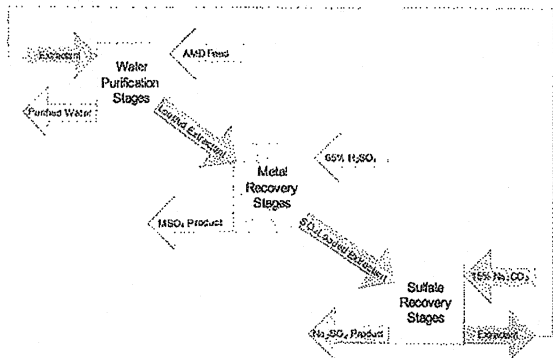 Extractant
AMD Feed
Water
Purification
Stages
Purified Water
Loaded Extractant
65% H₂SO₄
Metal
Recovery
Stages
MSO₄ Product
SO₄ Loaded Extractant
15% Na₂CO₃
Sulfate
Recovery
Stages
Na₂SO₄ Product
Extractant